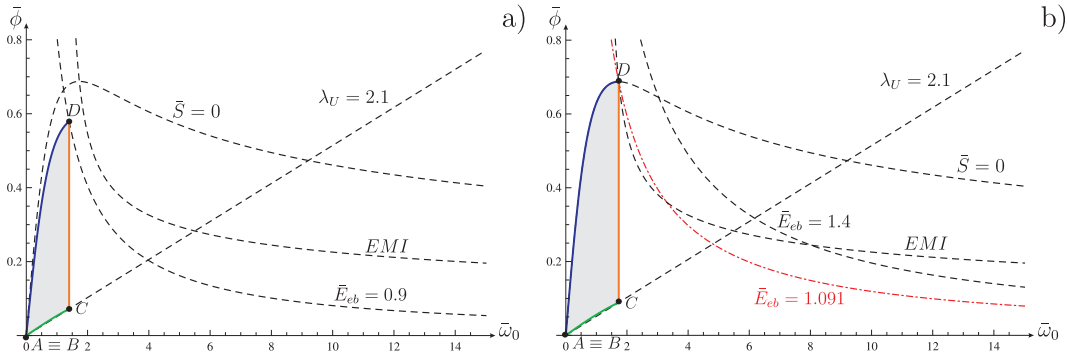 ϕ̄
a)
0.8
λ_U = 2.1
0.6
D
S̄ = 0
0.4
EMI
0.2
Ē_eb = 0.9
C
ω̄_0
0
A ≡ B
2
4
6
8
10
12
14
ϕ̄
b)
0.8
D
λ_U = 2.1
0.6
S̄ = 0
0.4
Ē_eb = 1.4
EMI
0.2
Ē_eb = 1.091
C
ω̄_0
0
A ≡ B
2
4
6
8
10
12
14